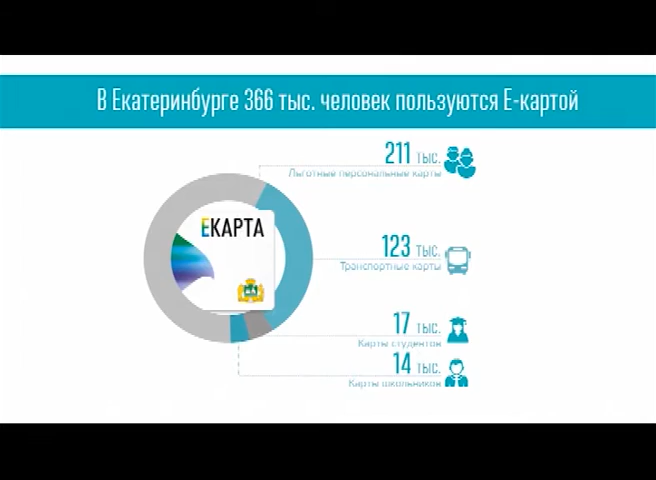 В Екатеринбурге 366 тыс. человек пользуются Е-картой
211 тыс.
Льготные персональные карты
ЕКАРТА
123 тыс.
Транспортные карты
17 тыс.
Карты студентов
14 тыс.
Карты школьников